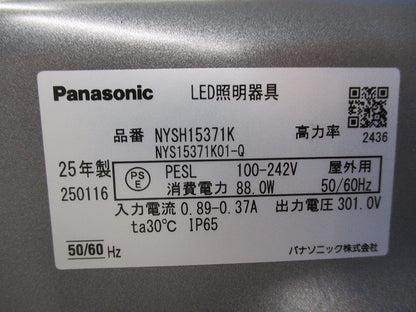 Panasonic LED照明器具
品番 NYSH15371K 高力率 2436
NYS15371K01-Q
25年製 PS E PESL 100-242V 屋外用
250116 消費電力 88.0W 50/60Hz
入力電流 0.89-0.37A 出力電圧 301.0V
ta30℃ IP65
50/60 Hz パナソニック株式会社